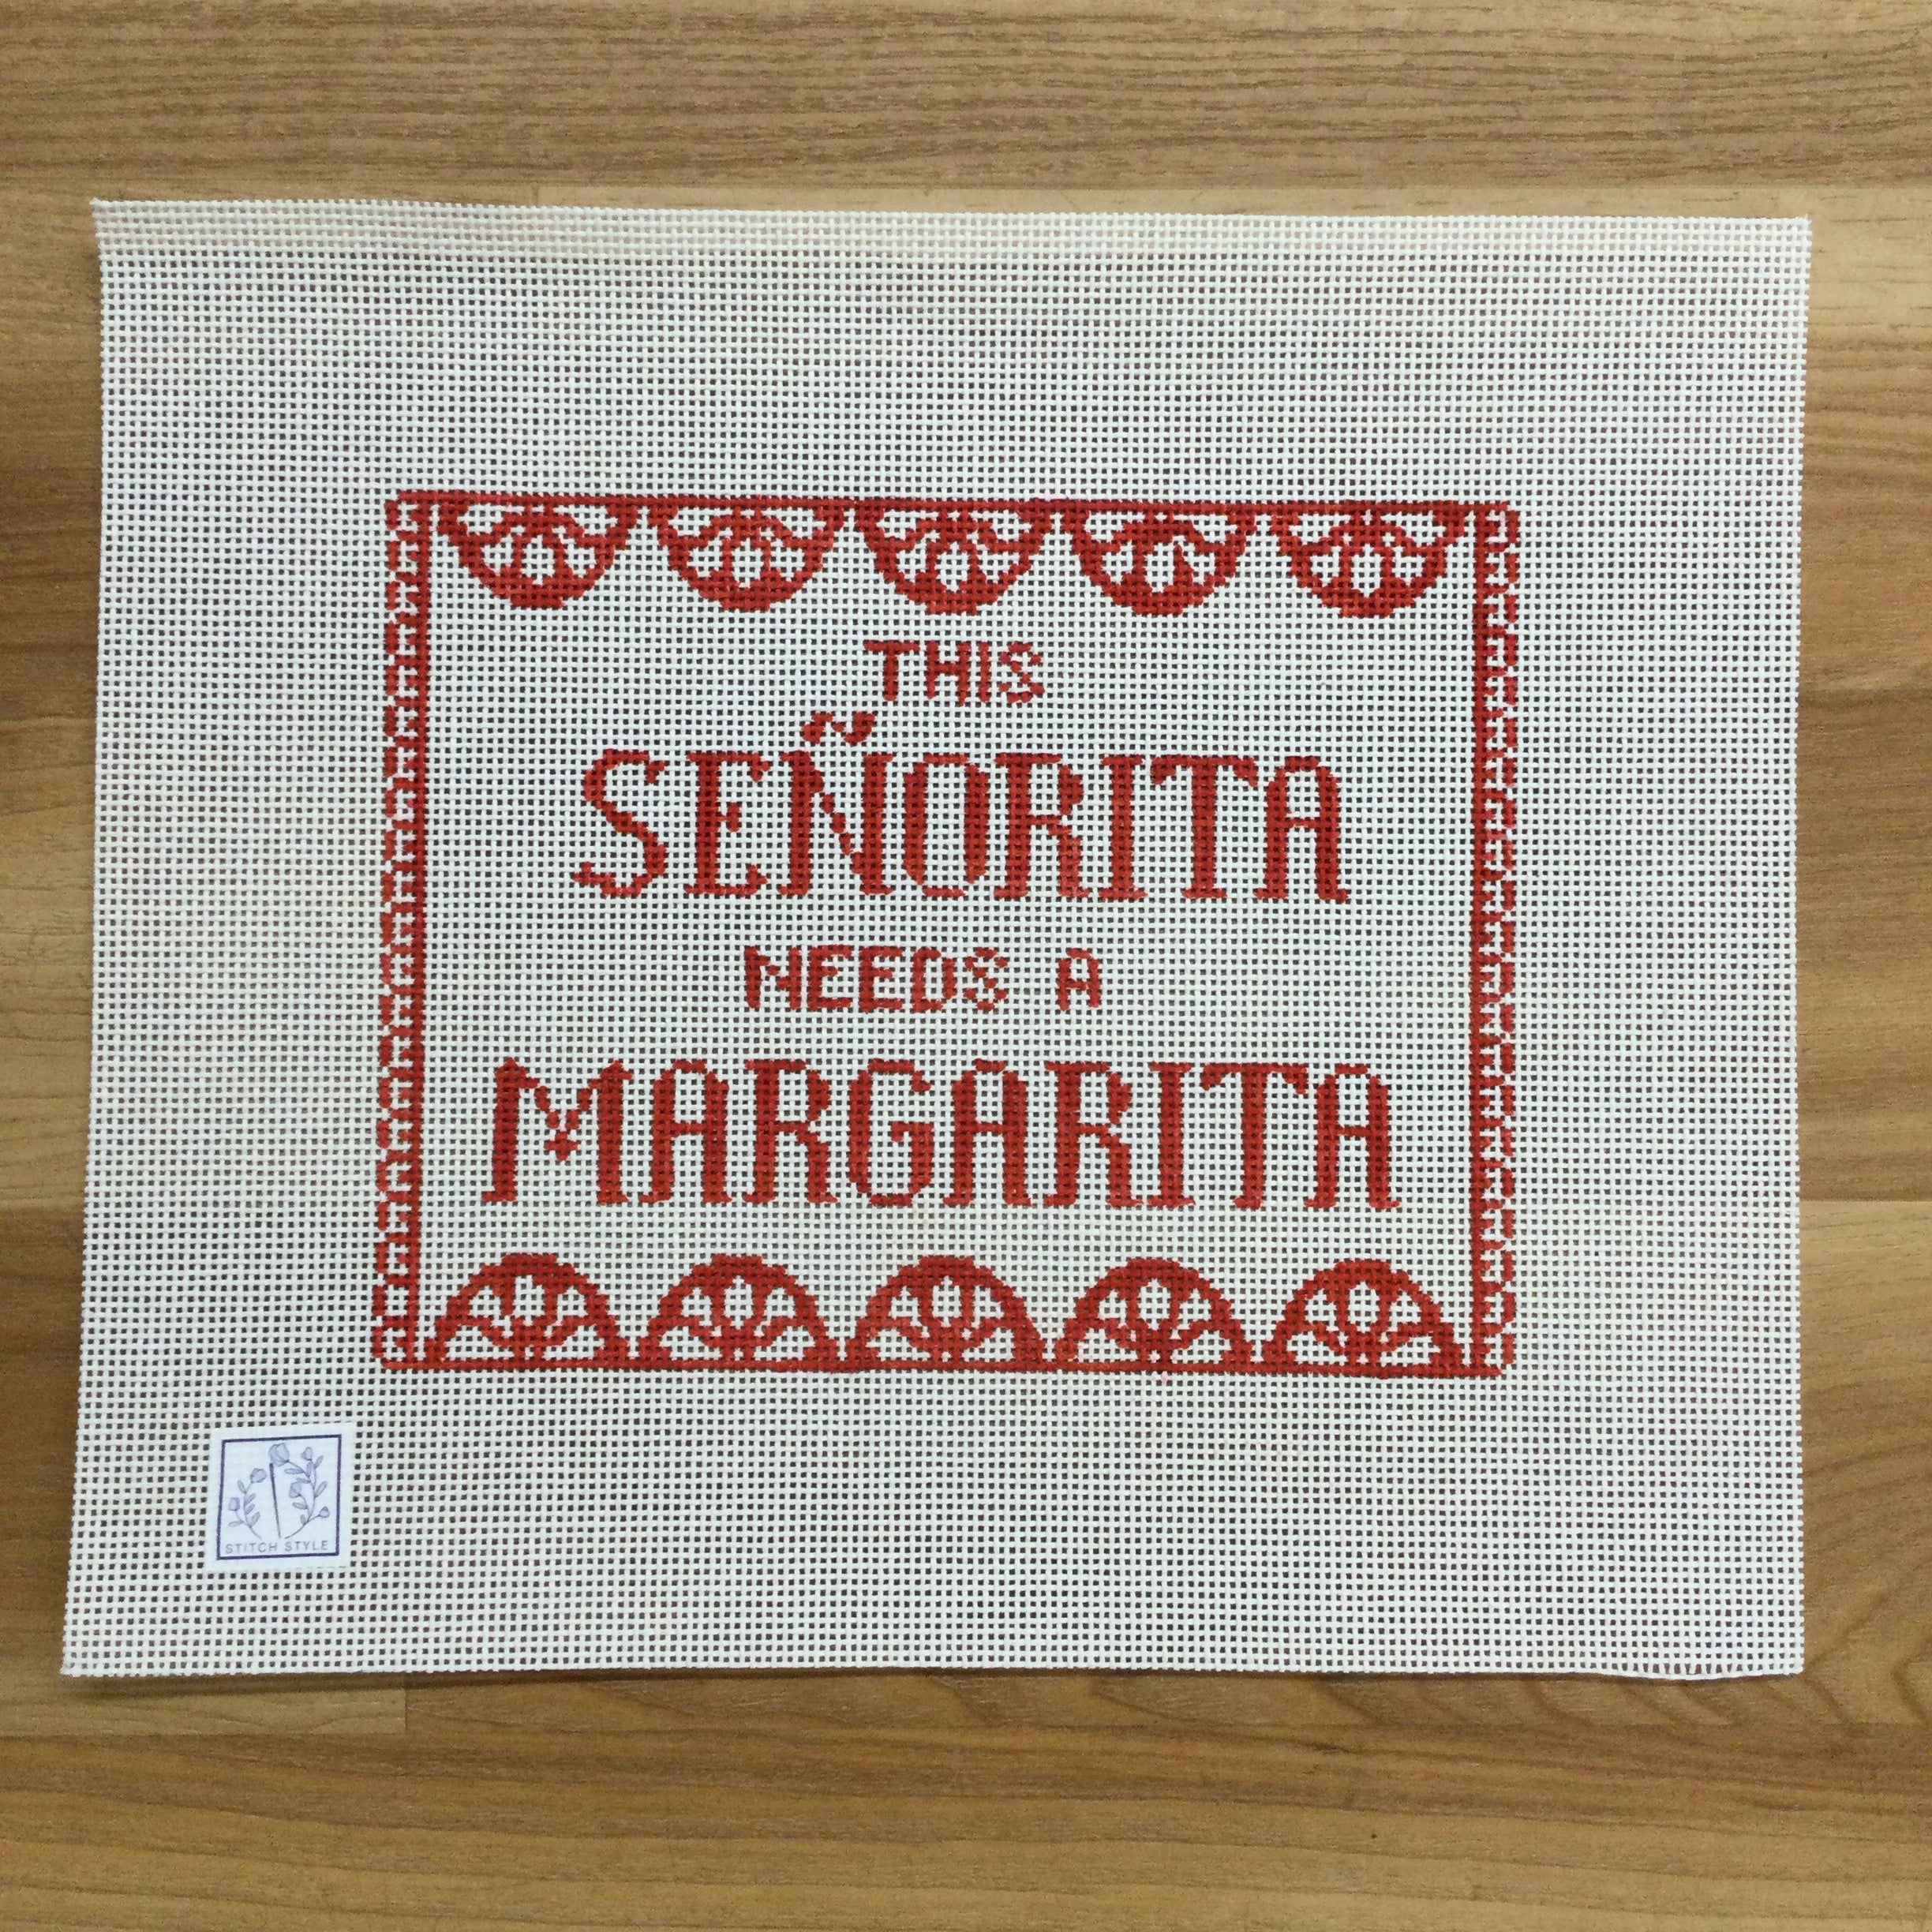 THIS
SEÑORITA
NEEDS A
MARGARITA
STITCH STYLE